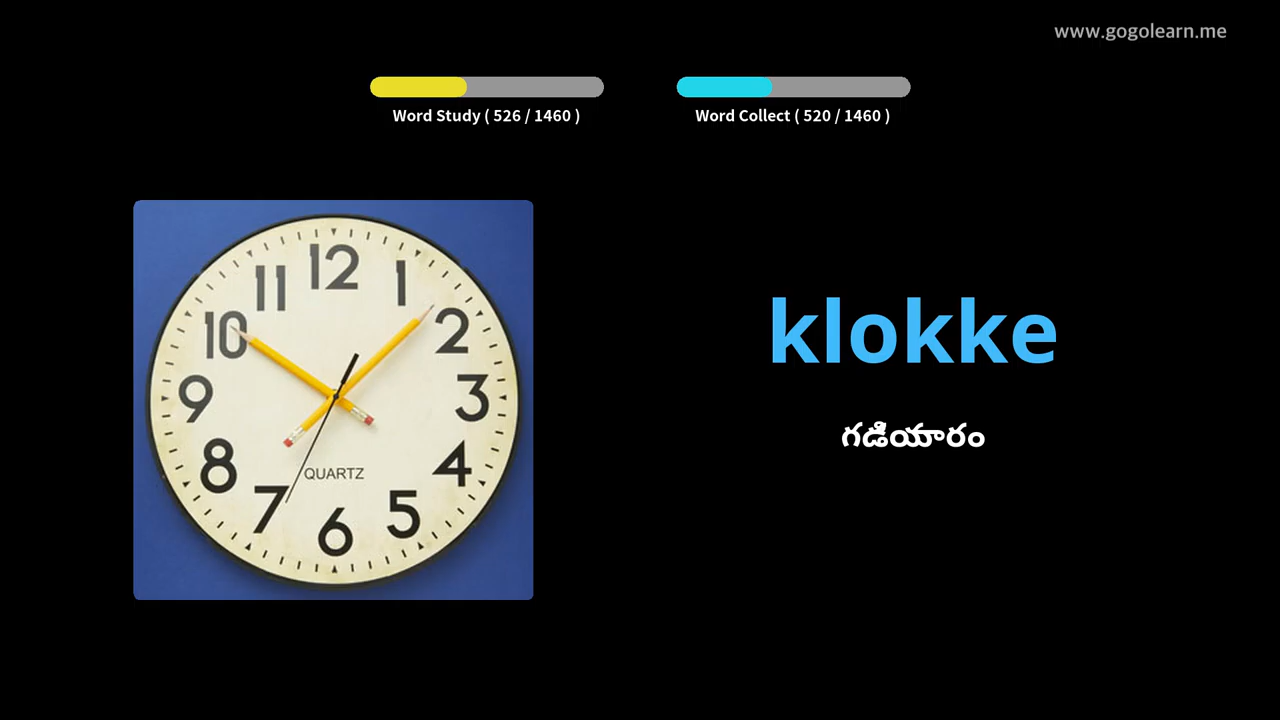 www.gogolearn.me
Word Study ( 526 / 1460 )
Word Collect ( 520 / 1460 )
12
11
1
10
2
9
3
8
4
QUARTZ
7
5
6
klokke
గడియారం